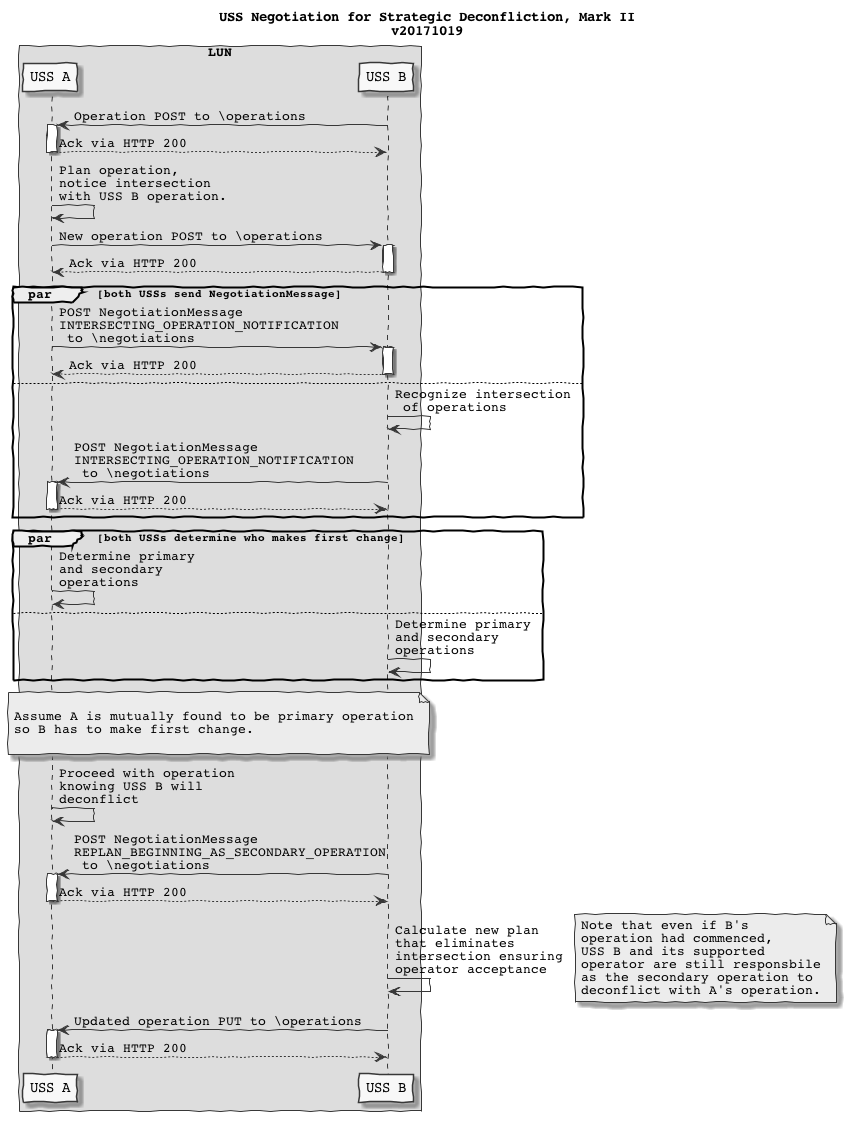 USS Negotiation for Strategic Deconfliction, Mark II
v20171019
LUN
USS A
USS B
Operation POST to \operations
Ack via HTTP 200
Plan operation,
notice intersection
with USS B operation.
New operation POST to \operations
Ack via HTTP 200
par
[both USSs send NegotiationMessage]
POST NegotiationMessage
INTERSECTING_OPERATION_NOTIFICATION
to \negotiations
Ack via HTTP 200
Recognize intersection
of operations
POST NegotiationMessage
INTERSECTING_OPERATION_NOTIFICATION
to \negotiations
Ack via HTTP 200
par
[both USSs determine who makes first change]
Determine primary
and secondary
operations
Determine primary
and secondary
operations
Assume A is mutually found to be primary operation
so B has to make first change.
Proceed with operation
knowing USS B will
deconflict
POST NegotiationMessage
REPLAN_BEGINNING_AS_SECONDARY_OPERATION
to \negotiations
Ack via HTTP 200
Calculate new plan
that eliminates
intersection ensuring
operator acceptance
Note that even if B's
operation had commenced,
USS B and its supported
operator are still responsbile
as the secondary operation to
deconflict with A's operation.
Updated operation PUT to \operations
Ack via HTTP 200
USS A
USS B